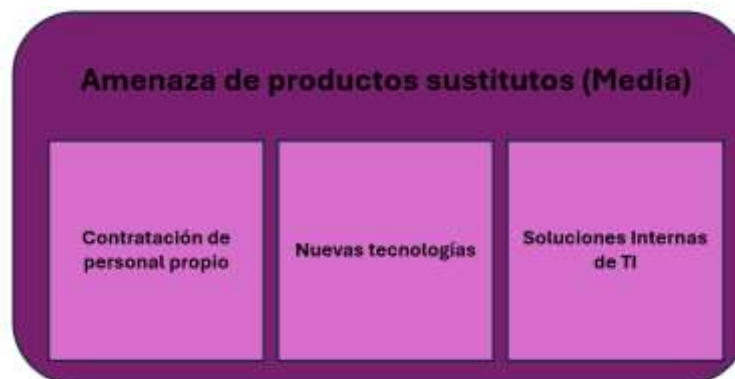 Amenaza de productos sustitutos (Media)
Contratación de
personal propio
Nuevas tecnologías
Soluciones Internas
de TI